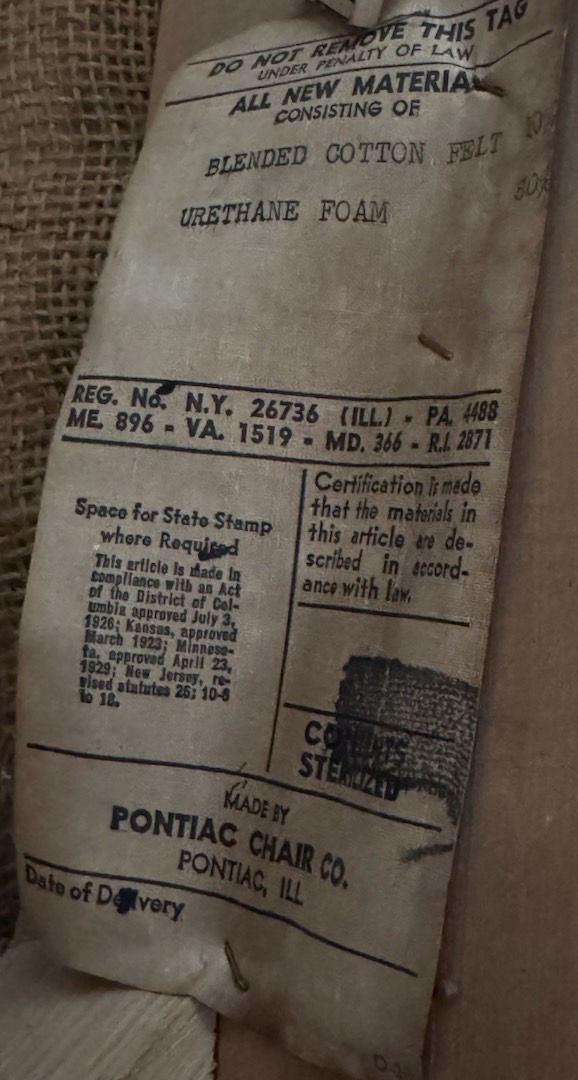 DO NOT REMOVE THIS TAG
UNDER PENALTY OF LAW
ALL NEW MATERIAL
CONSISTING OF
BLENDED COTTON FELT
URETHANE FOAM
REG. No. N.Y. 26736 (ILL.) - PA. 4488
ME. 896 - VA. 1519 - MD. 366 - R.I. 2871
Space for State Stamp
where Required
This article is made in
compliance with an Act
of the District of Col-
umbia approved July 3,
1926; Kansas, approved
March 1923; Minneso-
ta, approved April 23,
1929; New Jersey, re-
vised statutes 26; 10-6
to 18.
Certification is made
that the materials in
this article are de-
scribed in accord-
ance with law.
CONTENTS
STERILIZED
MADE BY
PONTIAC CHAIR CO.
PONTIAC, ILL
Date of Delivery